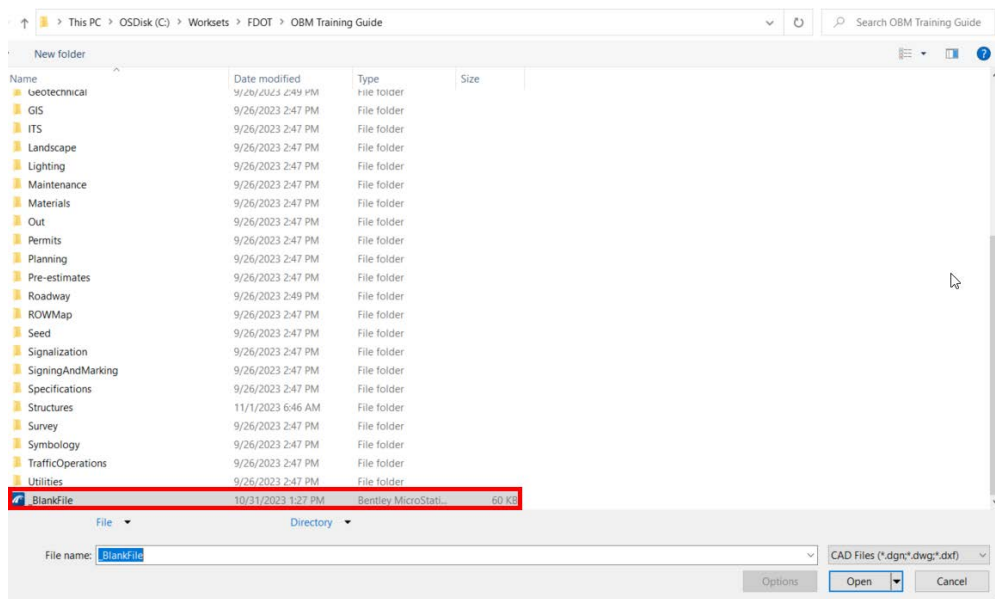 This PC > OSDisk (C:) > Worksets > FDOT > OBM Training Guide Search OBM Training Guide
New folder
Name Date modified Type Size
Geotechnical 9/26/2023 2:49 PM File folder
GIS 9/26/2023 2:47 PM File folder
ITS 9/26/2023 2:47 PM File folder
Landscape 9/26/2023 2:47 PM File folder
Lighting 9/26/2023 2:47 PM File folder
Maintenance 9/26/2023 2:47 PM File folder
Materials 9/26/2023 2:47 PM File folder
Out 9/26/2023 2:47 PM File folder
Permits 9/26/2023 2:47 PM File folder
Planning 9/26/2023 2:47 PM File folder
Pre-estimates 9/26/2023 2:47 PM File folder
Roadway 9/26/2023 2:49 PM File folder
ROWMap 9/26/2023 2:47 PM File folder
Seed 9/26/2023 2:47 PM File folder
Signalization 9/26/2023 2:47 PM File folder
SigningAndMarking 9/26/2023 2:47 PM File folder
Specifications 9/26/2023 2:47 PM File folder
Structures 11/1/2023 6:46 AM File folder
Survey 9/26/2023 2:47 PM File folder
Symbology 9/26/2023 2:47 PM File folder
TrafficOperations 9/26/2023 2:47 PM File folder
Utilities 9/26/2023 2:47 PM File folder
_BlankFile 10/31/2023 1:27 PM Bentley MicroStati... 60 KB
File Directory
File name: _BlankFile CAD Files (*.dgn;*.dwg;*.dxf)
Options Open Cancel